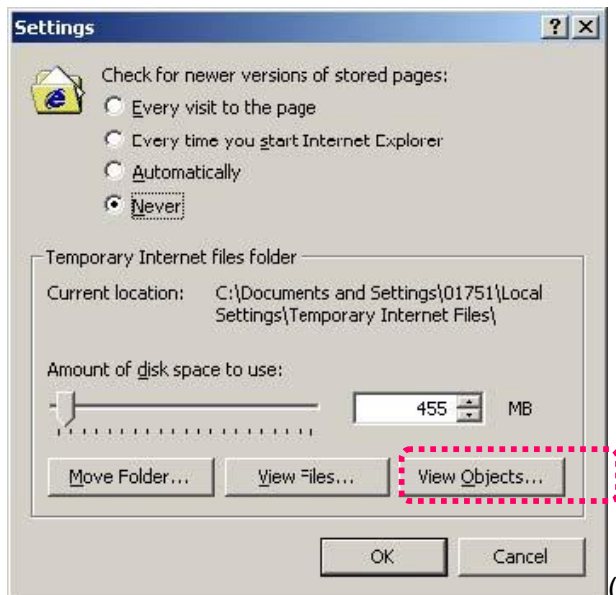 Settings
Check for newer versions of stored pages:
Every visit to the page
Every time you start Internet Explorer
Automatically
Never
Temporary Internet files folder
Current location: C:\Documents and Settings\01751\Local
Settings\Temporary Internet Files\
Amount of disk space to use:
455 MB
Move Folder... View Files... View Objects...
OK Cancel
(